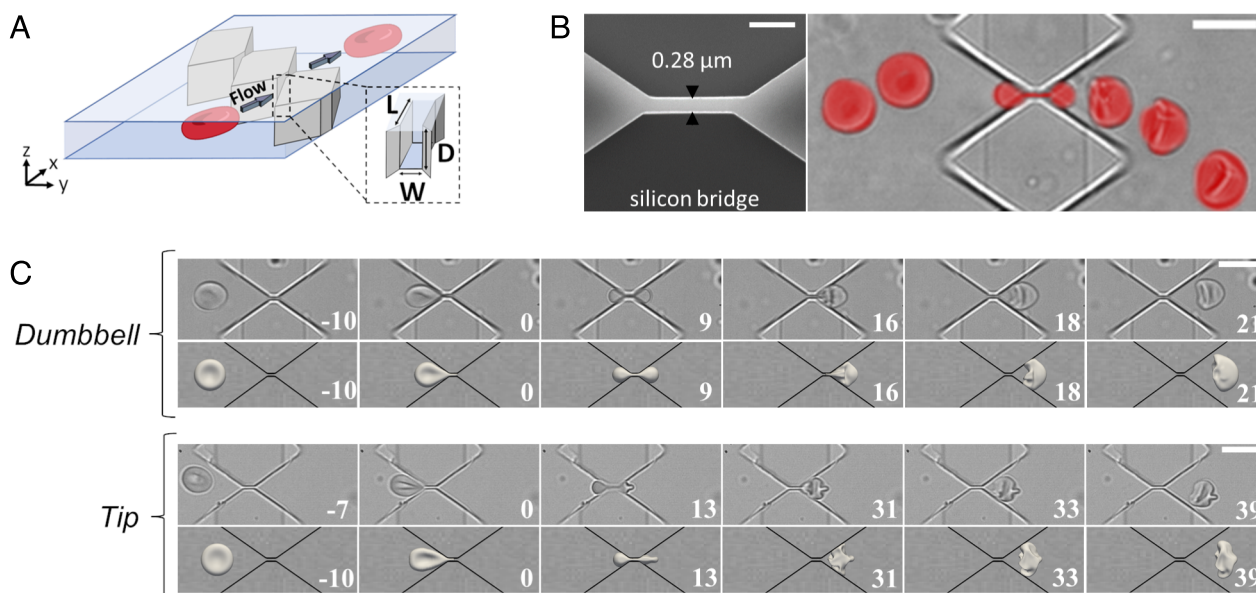 A
Flow
L
D
W
z
x
y
B
0.28 µm
silicon bridge
C
Dumbbell
-10 0 9 16 18 21
-10 0 9 16 18 21
Tip
-7 0 13 31 33 39
-10 0 13 31 33 39